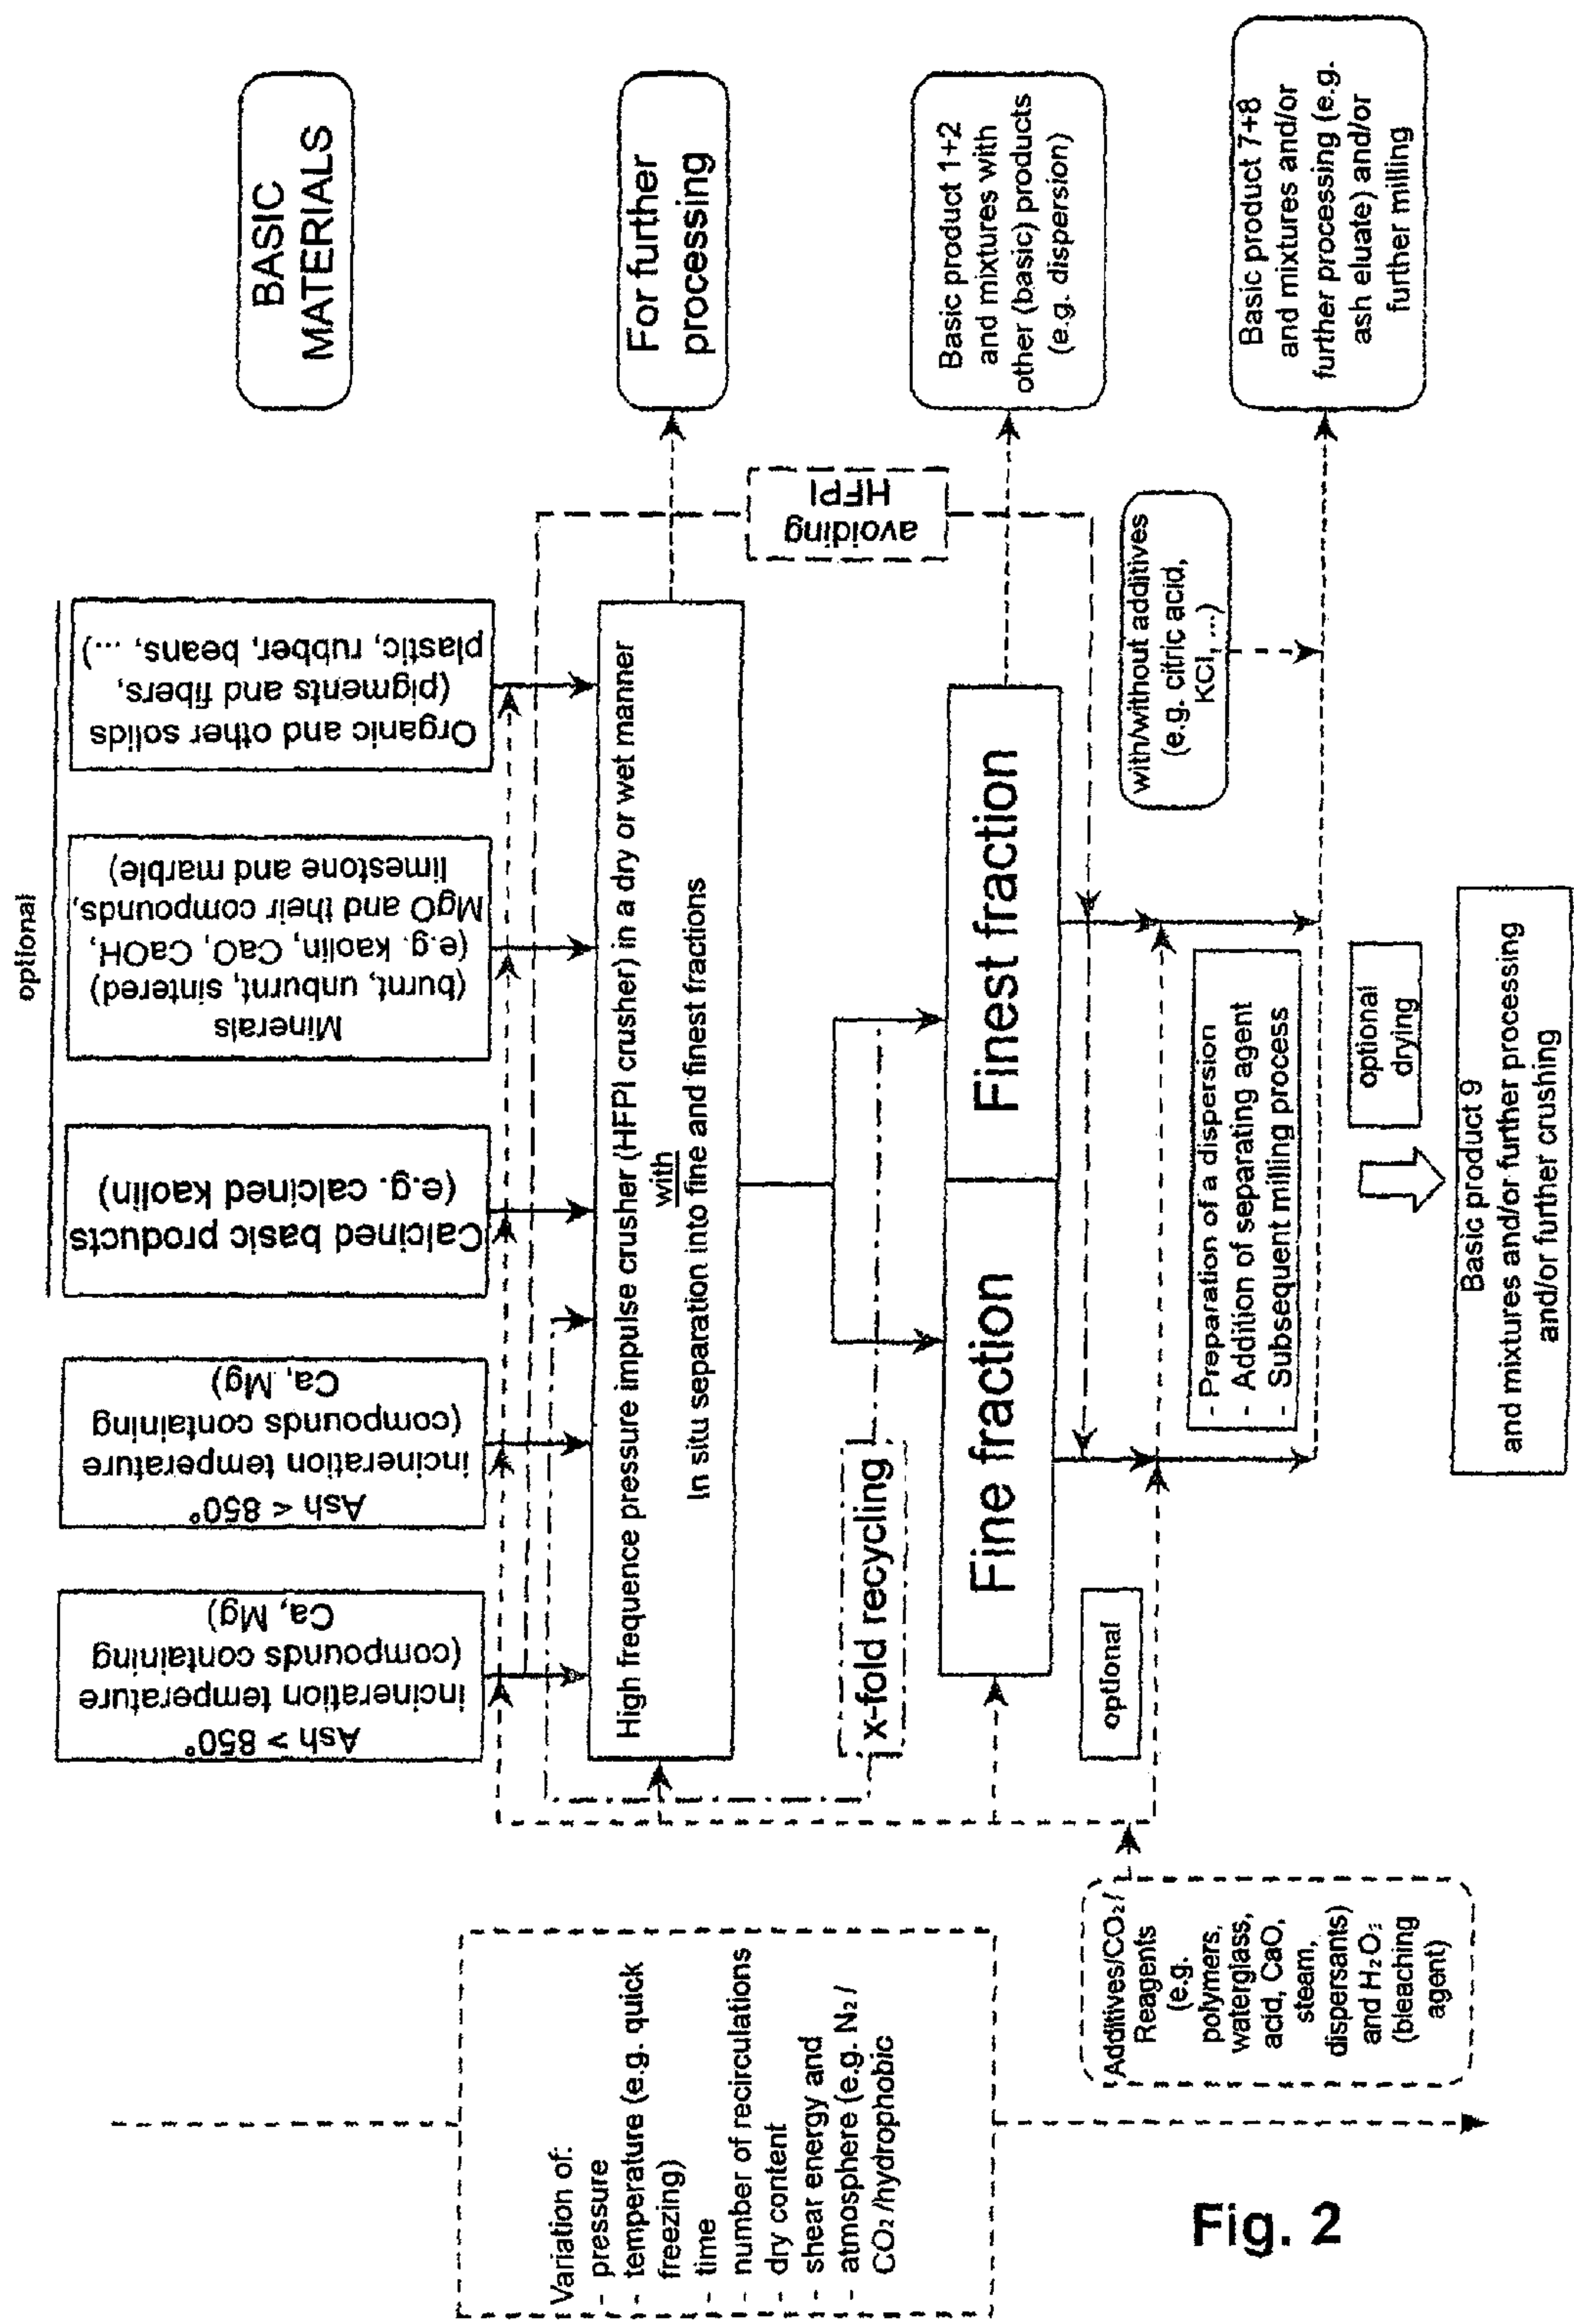 optional
Ash > 850°
incineration temperature
(compounds containing
Ca, Mg)
Ash < 850°
incineration temperature
(compounds containing
Ca, Mg)
Calcined basic products
(e.g. calcined kaolin)
Minerals
(burnt, unburnt, sintered)
(e.g. kaolin, CaO, CaOH,
MgO and their compounds,
limestone and marble)
Organic and other solids
(pigments and fibers,
plastic, rubber, beans, ...)
BASIC
MATERIALS
Variation of:
- pressure
- temperature (e.g. quick
freezing)
- time
- number of recirculations
- dry content
- shear energy and
- atmosphere (e.g. N₂ /
CO₂ /hydrophobic
High frequence pressure impulse crusher (HFPI crusher) in a dry or wet manner
with
In situ separation into fine and finest fractions
For further
processing
avoiding
HFPI
x-fold recycling
Fine fraction
Finest fraction
Basic product 1+2
and mixtures with
other (basic) products
(e.g. dispersion)
optional
Additives/CO₂/
Reagents
(e.g.
polymers,
waterglass,
acid, CaO,
steam,
dispersants)
and H₂O₂
(bleaching
agent)
with/without additives
(e.g. citric acid,
KCl, ...)
- Preparation of a dispersion
- Addition of separating agent
- Subsequent milling process
Basic product 7+8
and mixtures and/or
further processing (e.g.
ash eluate) and/or
further milling
optional
drying
Basic product 9
and mixtures and/or further processing
and/or further crushing
Fig. 2